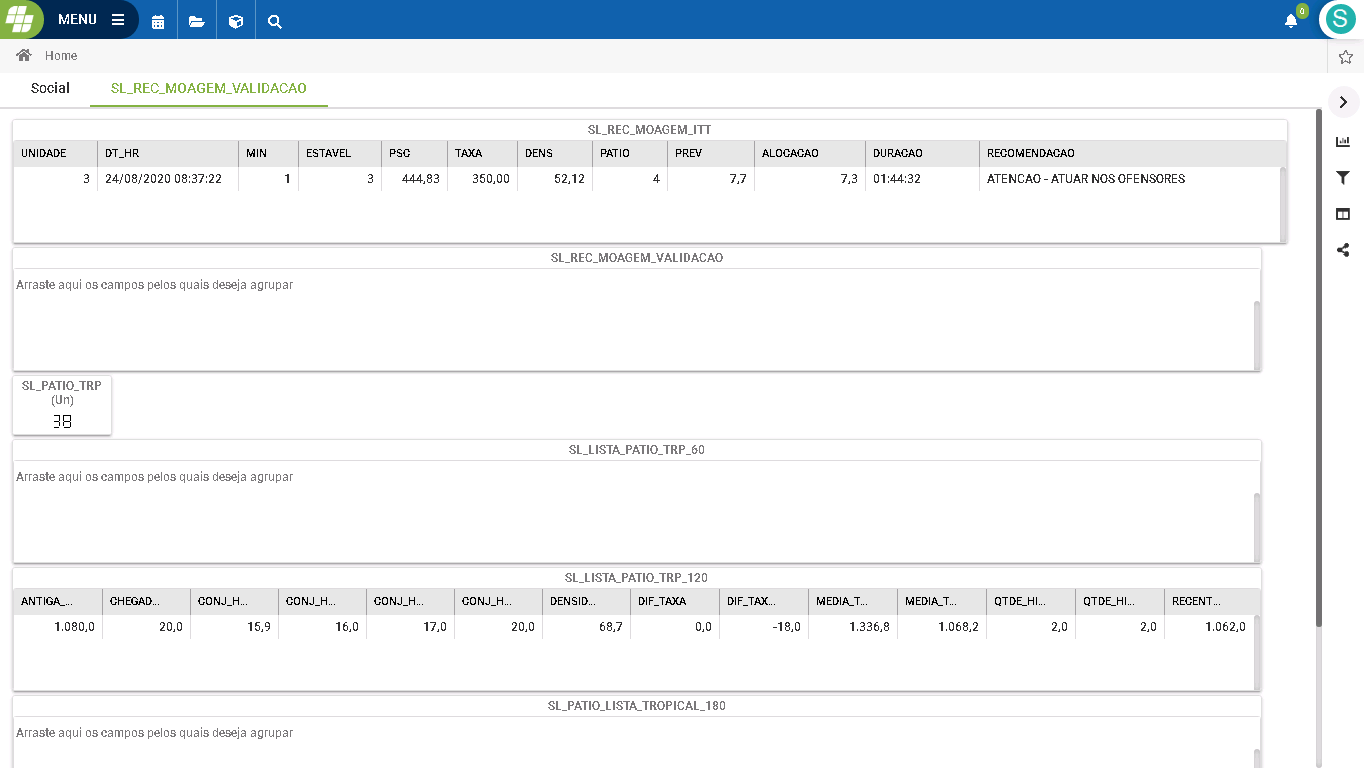 MENU
0
S
Home
Social SL_REC_MOAGEM_VALIDACAO
SL_REC_MOAGEM_ITT
UNIDADE DT_HR MIN ESTAVEL PSC TAXA DENS PATIO PREV ALOCACAO DURACAO RECOMENDACAO
3 24/08/2020 08:37:22 1 3 444,83 350,00 52,12 4 7,7 7,3 01:44:32 ATENCAO - ATUAR NOS OFENSORES
SL_REC_MOAGEM_VALIDACAO
Arraste aqui os campos pelos quais deseja agrupar
SL_PATIO_TRP
(Un)
38
SL_LISTA_PATIO_TRP_60
Arraste aqui os campos pelos quais deseja agrupar
SL_LISTA_PATIO_TRP_120
ANTIGA_... CHEGAD... CONJ_H... CONJ_H... CONJ_H... CONJ_H... DENSID... DIF_TAXA DIF_TAX... MEDIA_T... MEDIA_T... QTDE_HI... QTDE_HI... RECENT...
1.080,0 20,0 15,9 16,0 17,0 20,0 68,7 0,0 -18,0 1.336,8 1.068,2 2,0 2,0 1.062,0
SL_PATIO_LISTA_TROPICAL_180
Arraste aqui os campos pelos quais deseja agrupar